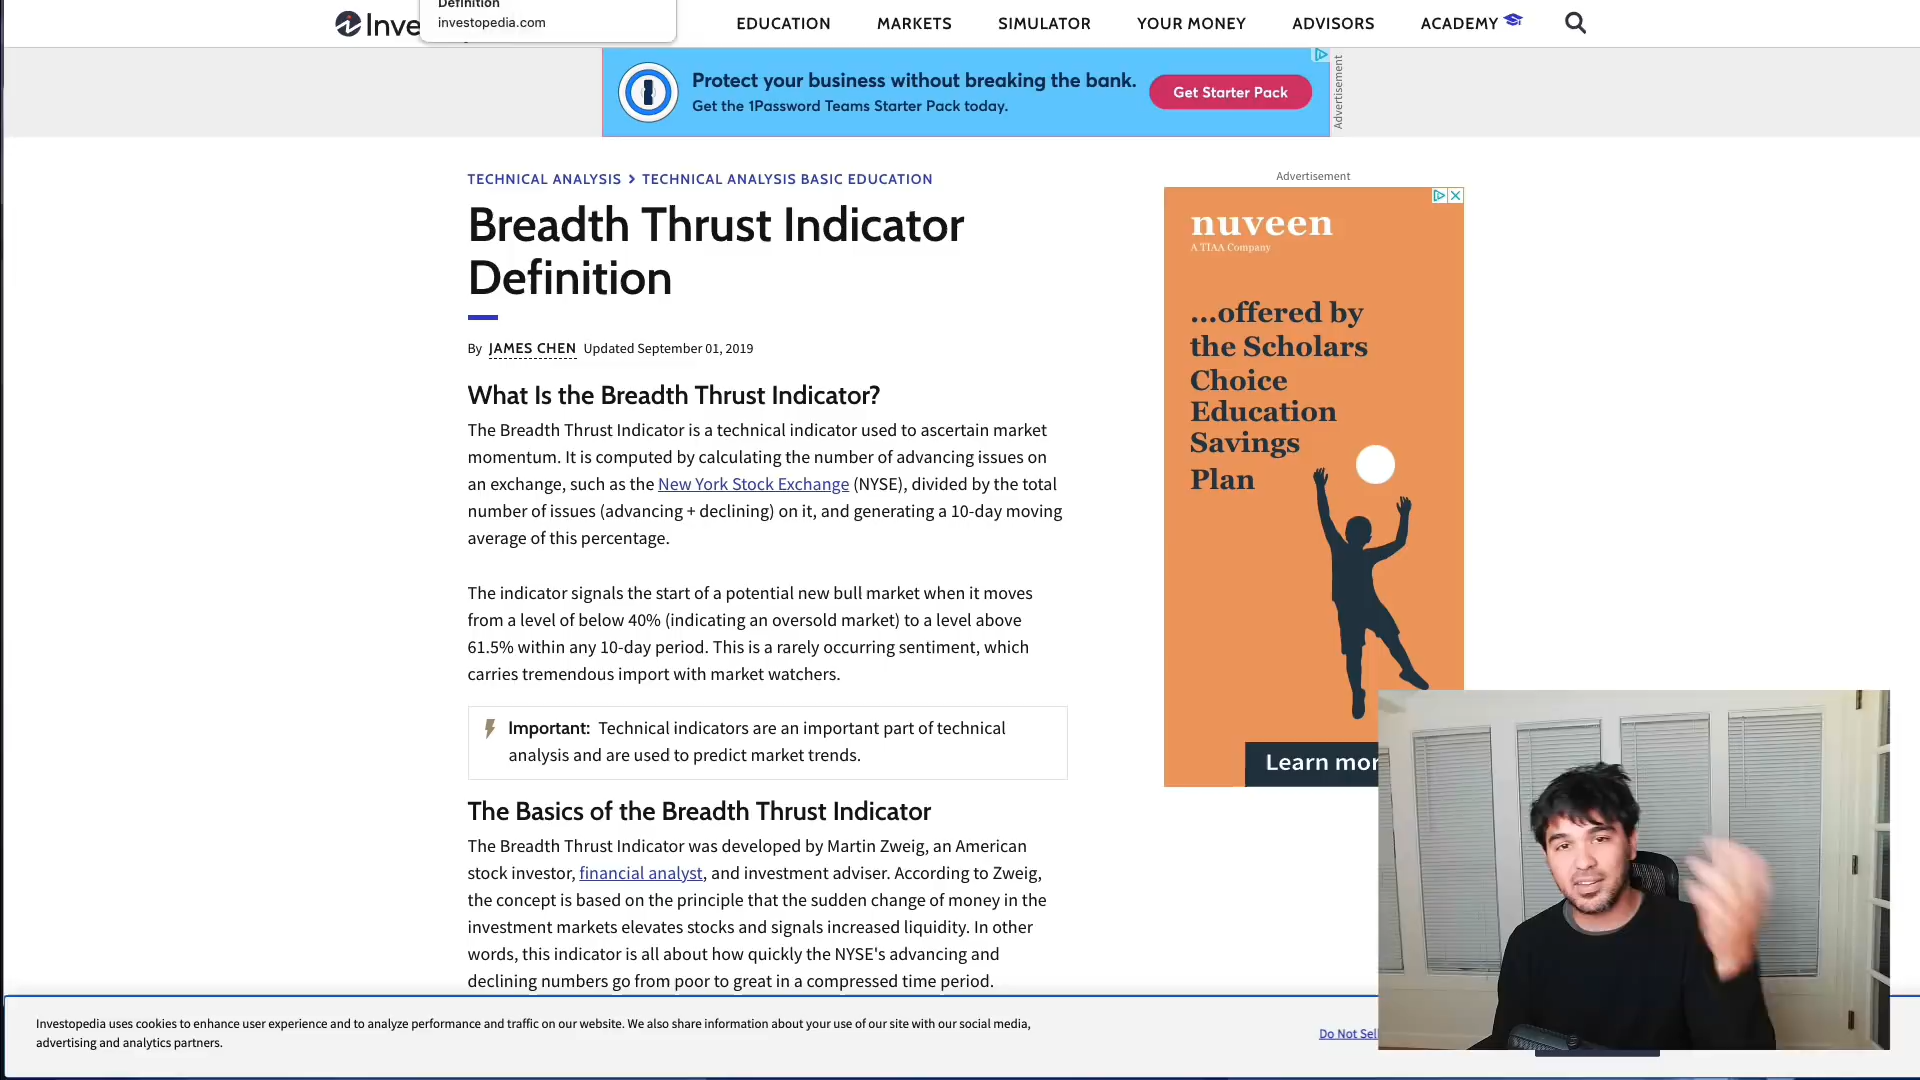 Definition
investopedia.com
Inve
EDUCATION
MARKETS
SIMULATOR
YOUR MONEY
ADVISORS
ACADEMY
Protect your business without breaking the bank.
Get the 1Password Teams Starter Pack today.
Get Starter Pack
Advertisement
TECHNICAL ANALYSIS > TECHNICAL ANALYSIS BASIC EDUCATION
Breadth Thrust Indicator
Definition
By JAMES CHEN Updated September 01, 2019
What Is the Breadth Thrust Indicator?
The Breadth Thrust Indicator is a technical indicator used to ascertain market
momentum. It is computed by calculating the number of advancing issues on
an exchange, such as the New York Stock Exchange (NYSE), divided by the total
number of issues (advancing + declining) on it, and generating a 10-day moving
average of this percentage.
The indicator signals the start of a potential new bull market when it moves
from a level of below 40% (indicating an oversold market) to a level above
61.5% within any 10-day period. This is a rarely occurring sentiment, which
carries tremendous import with market watchers.
Important: Technical indicators are an important part of technical
analysis and are used to predict market trends.
The Basics of the Breadth Thrust Indicator
The Breadth Thrust Indicator was developed by Martin Zweig, an American
stock investor, financial analyst, and investment adviser. According to Zweig,
the concept is based on the principle that the sudden change of money in the
investment markets elevates stocks and signals increased liquidity. In other
words, this indicator is all about how quickly the NYSE's advancing and
declining numbers go from poor to great in a compressed time period.
Advertisement
nuveen
A TIAA Company
...offered by
the Scholars
Choice
Education
Savings
Plan
Learn mor
Investopedia uses cookies to enhance user experience and to analyze performance and traffic on our website. We also share information about your use of our site with our social media,
advertising and analytics partners.
Do Not Sell